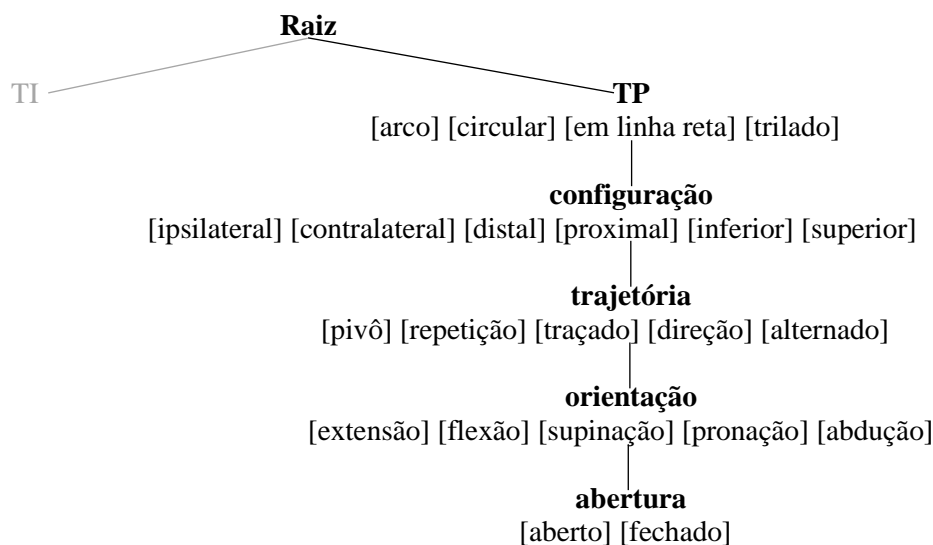 Raiz
TI
TP
[arco] [circular] [em linha reta] [trilado]
configuração
[ipsilateral] [contralateral] [distal] [proximal] [inferior] [superior]
trajetória
[pivô] [repetição] [traçado] [direção] [alternado]
orientação
[extensão] [flexão] [supinação] [pronação] [abdução]
abertura
[aberto] [fechado]